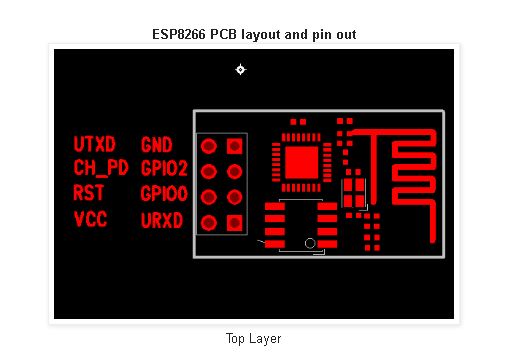 ESP8266 PCB layout and pin out
UTXD GND
CH_PD GPIO2
RST GPIO0
VCC URXD
Top Layer